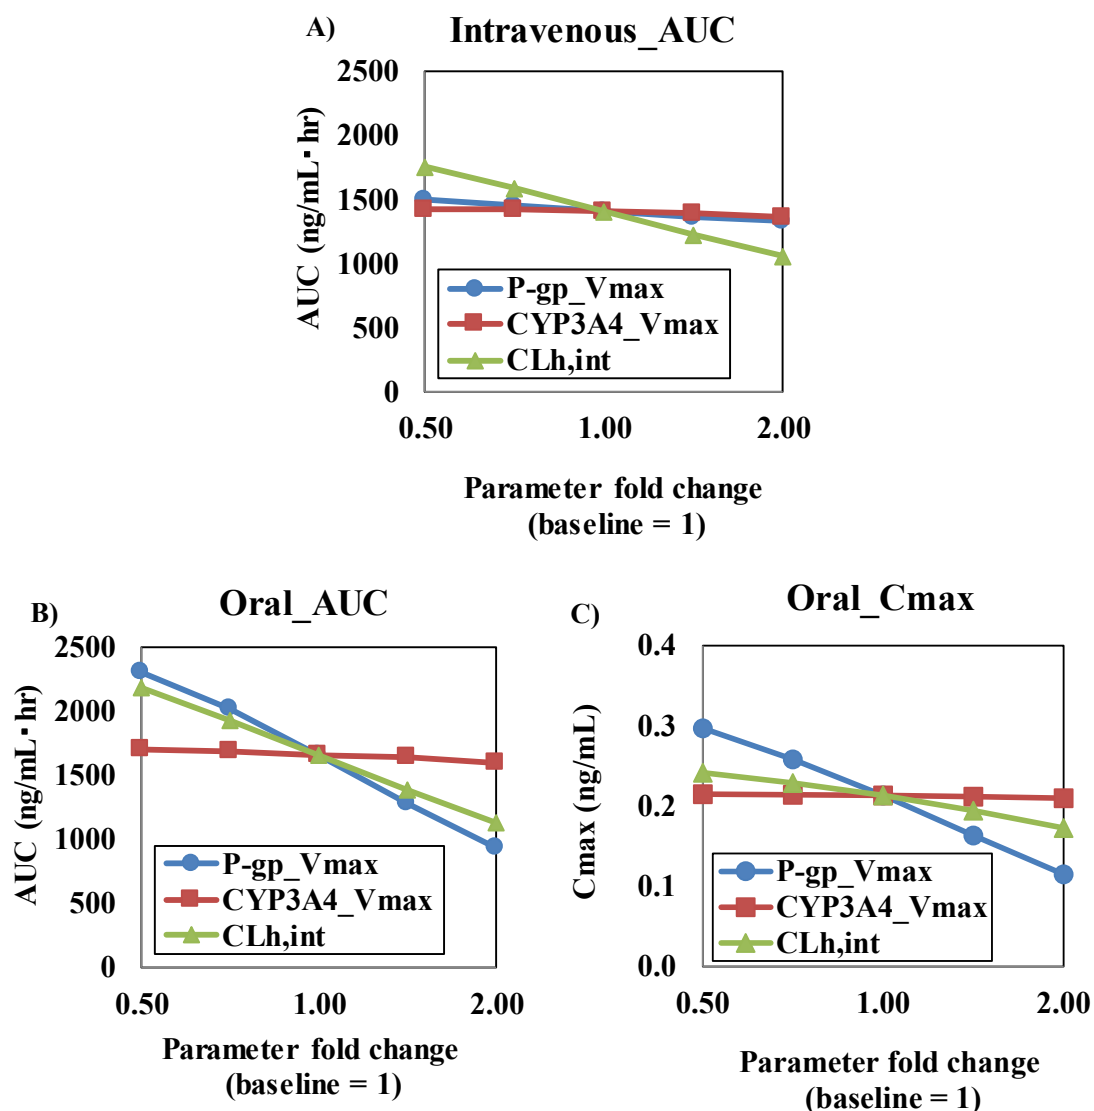 A)
Intravenous_AUC
AUC (ng/mL・hr)
2500
2000
1500
1000
500
0
P-gp_Vmax
CYP3A4_Vmax
CLh,int
0.50 1.00 2.00
Parameter fold change
(baseline = 1)
B)
Oral_AUC
AUC (ng/mL・hr)
2500
2000
1500
1000
500
0
P-gp_Vmax
CYP3A4_Vmax
CLh,int
0.50 1.00 2.00
Parameter fold change
(baseline = 1)
C)
Oral_Cmax
Cmax (ng/mL)
0.4
0.3
0.2
0.1
0.0
P-gp_Vmax
CYP3A4_Vmax
CLh,int
0.50 1.00 2.00
Parameter fold change
(baseline = 1)